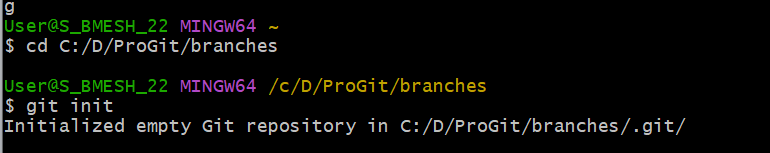 g
User@S_BMESH_22 MINGW64 ~
$ cd C:/D/ProGit/branches
User@S_BMESH_22 MINGW64 /c/D/ProGit/branches
$ git init
Initialized empty Git repository in C:/D/ProGit/branches/.git/